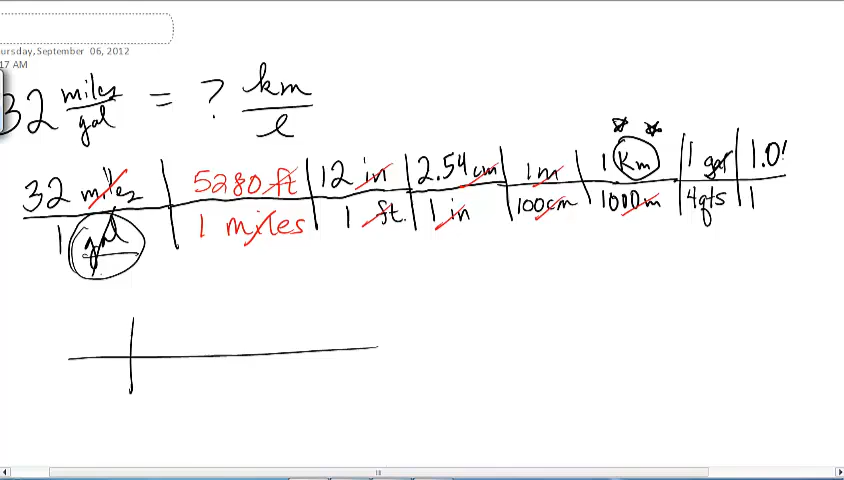 ursday, September 06, 2012
17 AM
32 miles/gal = ? km/l
32 miles | 5280 ft | 12 in | 2.54 cm | 1 m | 1 Km | 1 gal | 1.0
1 gal | 1 miles | 1 ft. | 1 in | 100 cm | 1000 m | 4 qts | 1